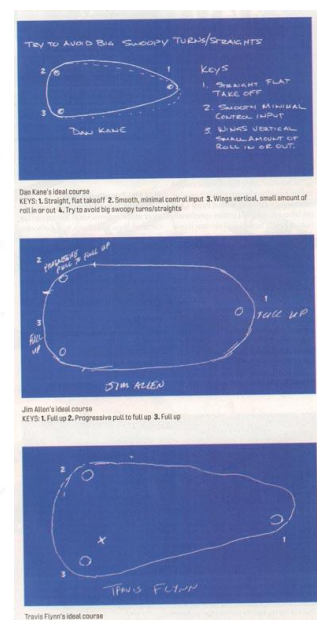 TRY TO AVOID BIG SWOOPY TURNS/STRAIGHTS
2
1
3
DAN KANE
KEYS
1. STRAIGHT FLAT
TAKE OFF
2. SMOOTH MINIMAL
CONTROL INPUT
3 WINGS VERTICAL
SMALL AMOUNT OF
ROLL IN OR OUT.
Dan Kane's ideal course
KEYS: 1. Straight, flat takeoff 2. Smooth, minimal control input 3. Wings vertical, small amount of
roll in or out 4. Try to avoid big swoopy turns/straights
2
PROGRESSIVE
PULL TO FULL UP
1
FULL UP
3
FULL
UP
JIM ALLEN
Jim Allen's ideal course
KEYS: 1. Full up 2. Progressive pull to full up 3. Full up
2
X
1
3
TRAVIS FLYNN
Travis Flynn's ideal course